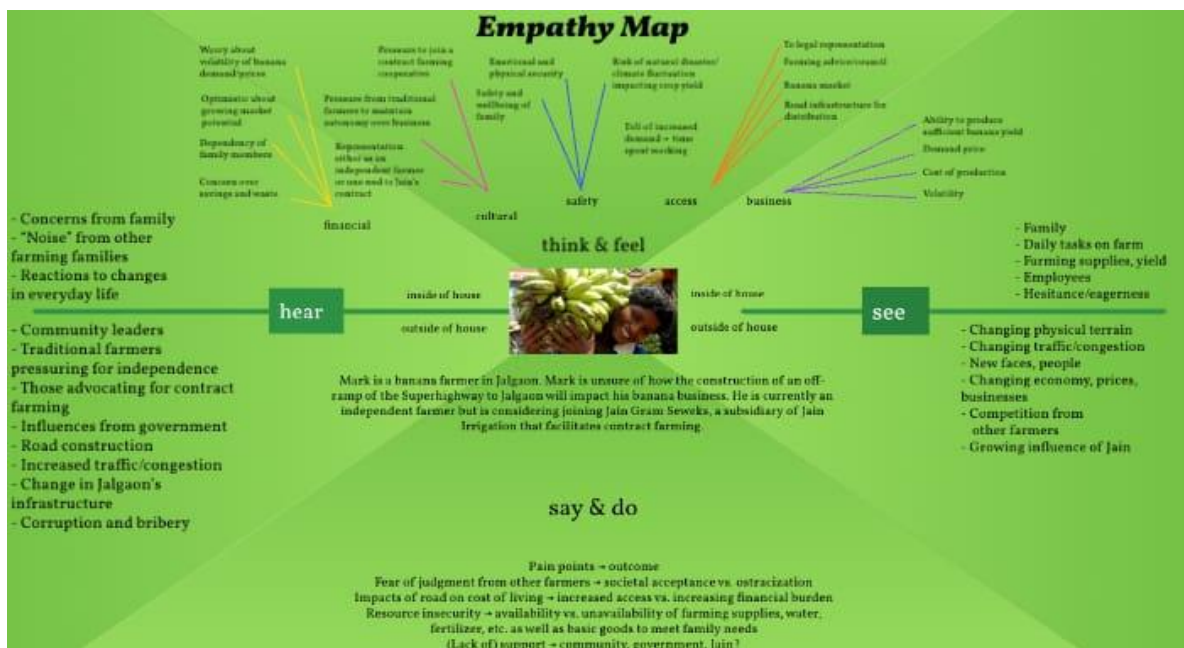 Empathy Map
Worry about
volatility of banana
demand/prices
Optimistic about
growing market
potential
Dependency of
family members
Concern over
savings and waste
financial
Pressure to join a
contract farming
cooperative
Pressure from traditional
farmers to maintain
autonomy over business
Representation
either as an
independent farmer
or one tied to Jain's
contract
cultural
Emotional and
physical security
Safety and
wellbeing of
family
Risk of natural disaster/
climate fluctuation
impacting crop yield
safety
Toll of increased
demand → time
spent working
To legal representation
Farming advice/council
Banana market
Road infrastructure for
distribution
access
Ability to produce
sufficient banana yield
Demand price
Cost of production
Volatility
business
think & feel
- Concerns from family
- "Noise" from other
farming families
- Reactions to changes
in everyday life
hear
inside of house
outside of house
- Community leaders
- Traditional farmers
pressuring for independence
- Those advocating for contract
farming
- Influences from government
- Road construction
- Increased traffic/congestion
- Change in Jalgaon's
infrastructure
- Corruption and bribery
inside of house
outside of house
see
- Family
- Daily tasks on farm
- Farming supplies, yield
- Employees
- Hesitance/eagerness
- Changing physical terrain
- Changing traffic/congestion
- New faces, people
- Changing economy, prices,
businesses
- Competition from
other farmers
- Growing influence of Jain
Mark is a banana farmer in Jalgaon. Mark is unsure of how the construction of an off-
ramp of the Superhighway to Jalgaon will impact his banana business. He is currently an
independent farmer but is considering joining Jain Gram Seweks, a subsidiary of Jain
Irrigation that facilitates contract farming.
say & do
Pain points → outcome
Fear of judgment from other farmers → societal acceptance vs. ostracization
Impacts of road on cost of living → increased access vs. increasing financial burden
Resource insecurity → availability vs. unavailability of farming supplies, water,
fertilizer, etc. as well as basic goods to meet family needs
(Lack of) support → community, government, Jain?